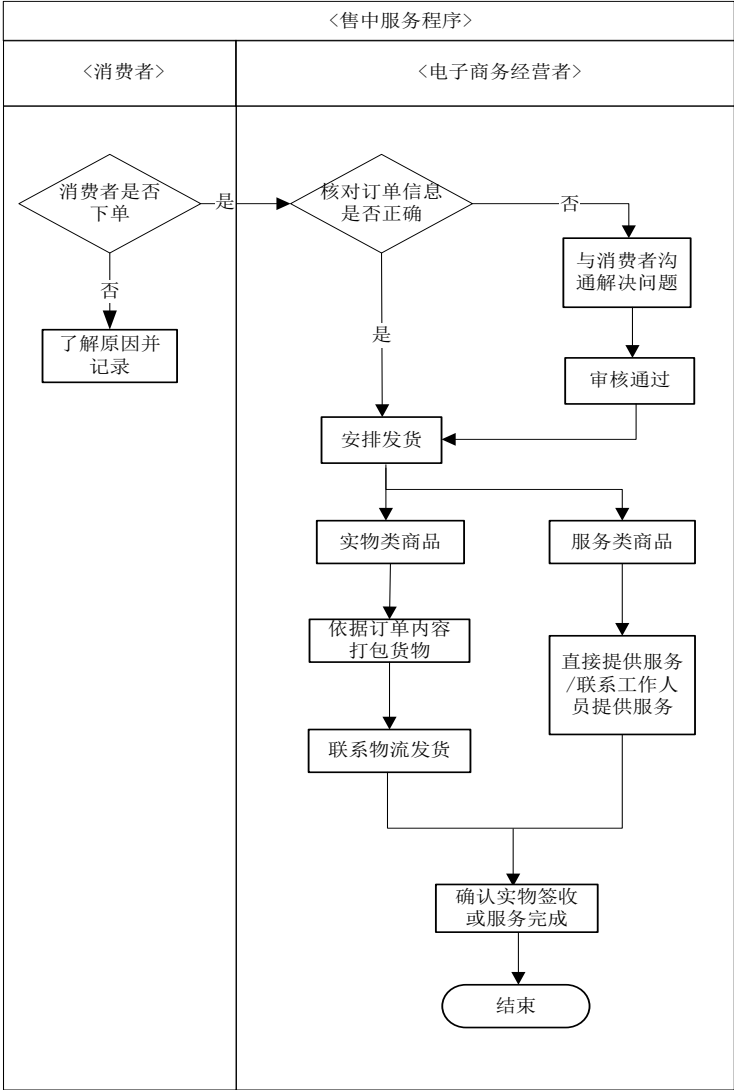 <售中服务程序>
<消费者>
<电子商务经营者>
消费者是否
下单
是
核对订单信息
是否正确
否
与消费者沟
通解决问题
否
了解原因并
记录
是
审核通过
安排发货
实物类商品
服务类商品
依据订单内容
打包货物
直接提供服务
/联系工作人
员提供服务
联系物流发货
确认实物签收
或服务完成
结束